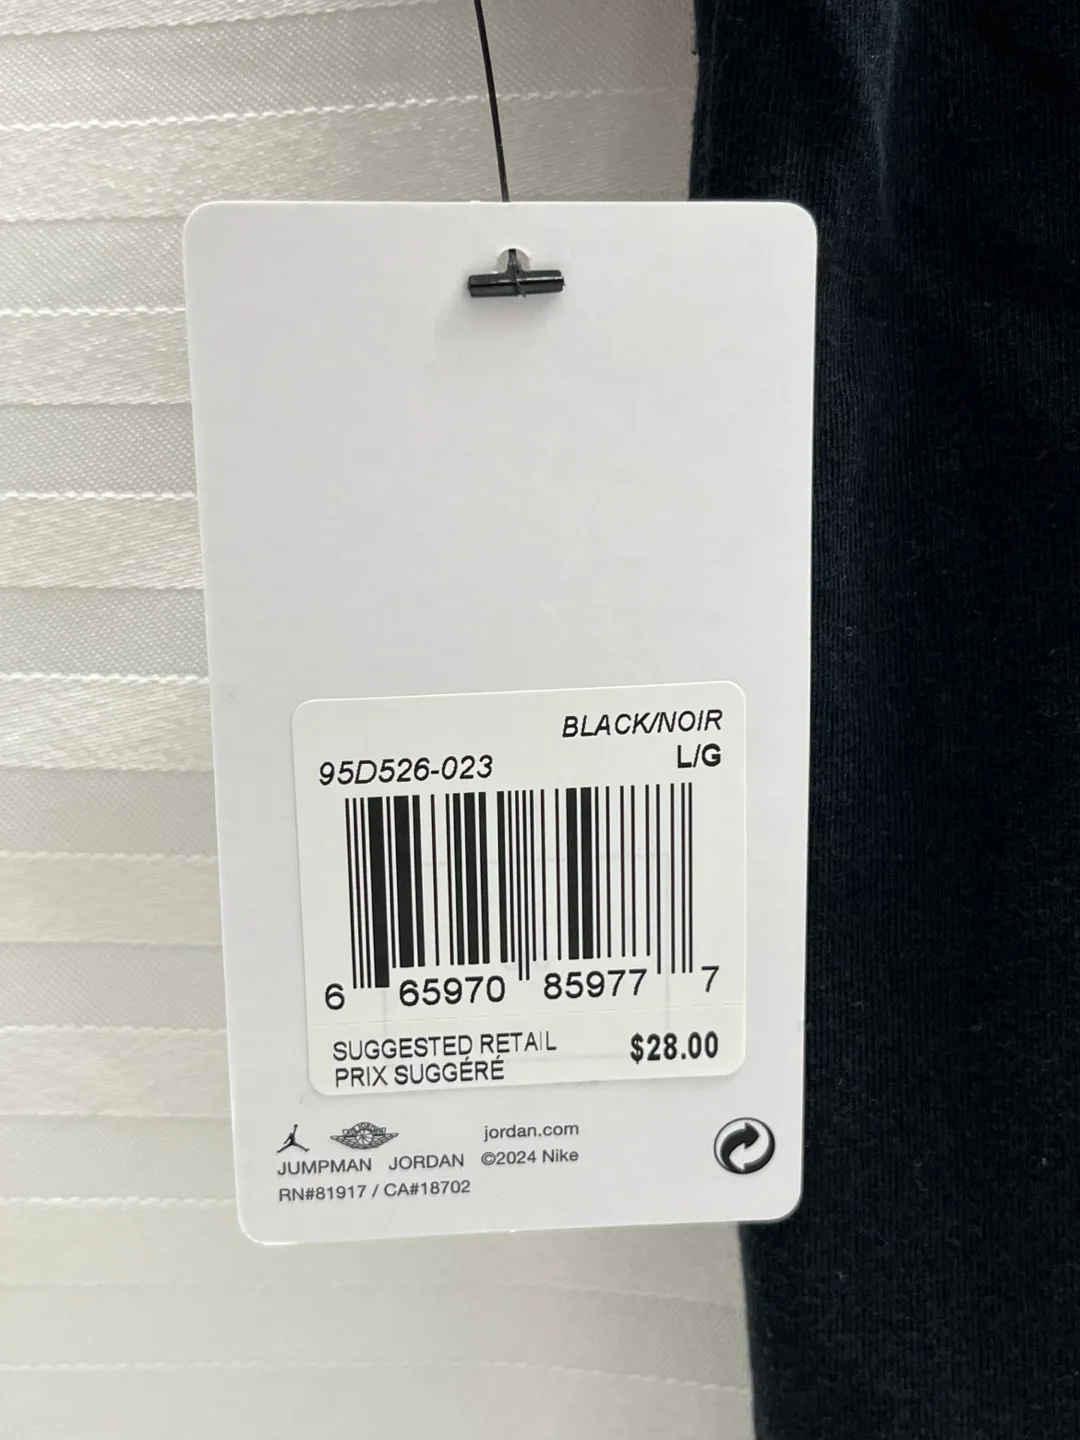 BLACK/NOIR
L/G
95D526-023
6 65970 85977 7
SUGGESTED RETAIL $28.00
PRIX SUGGÉRÉ
jordan.com
JUMPMAN JORDAN ©2024 Nike
RN#81917 / CA#18702